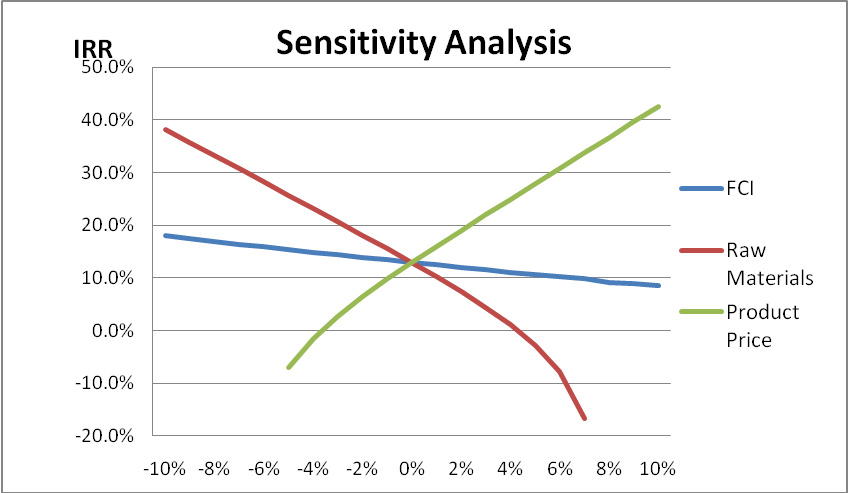 IRR
Sensitivity Analysis
50.0%
40.0%
30.0%
20.0%
10.0%
0.0%
-10.0%
-20.0%
-10% -8% -6% -4% -2% 0% 2% 4% 6% 8% 10%
FCI
Raw
Materials
Product
Price